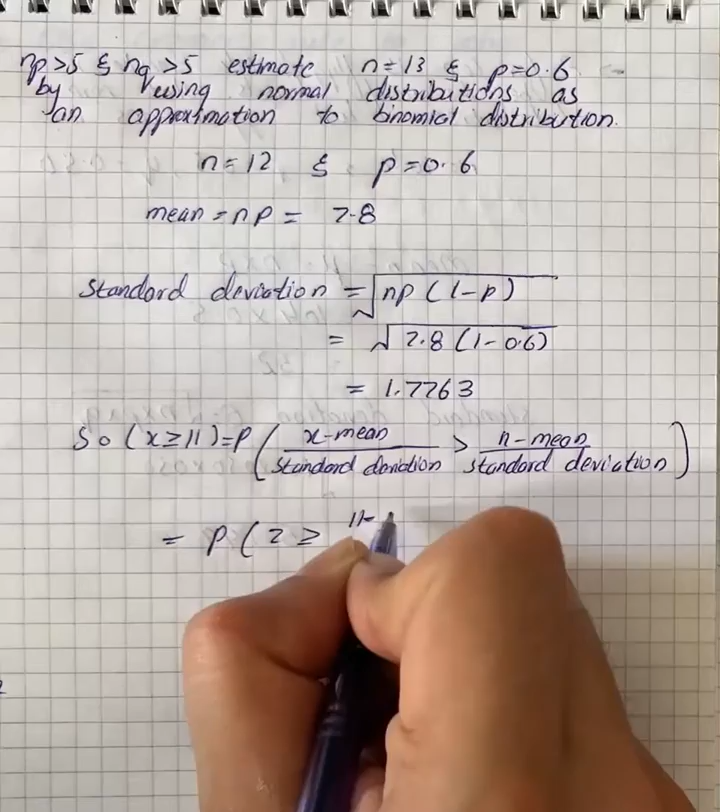 np>5 & nq >5 estimate n=13 & p=0.6
by using normal distributions as
an approximation to binomial distribution.
n=12 & p=0.6
mean = np = 7.8
Standard deviation = √np(1-p)
= √7.8(1-0.6)
= 1.7763
So (x≥11)=P(x-mean/standard deviation > n-mean/standard deviation)
= P(z ≥ 11-